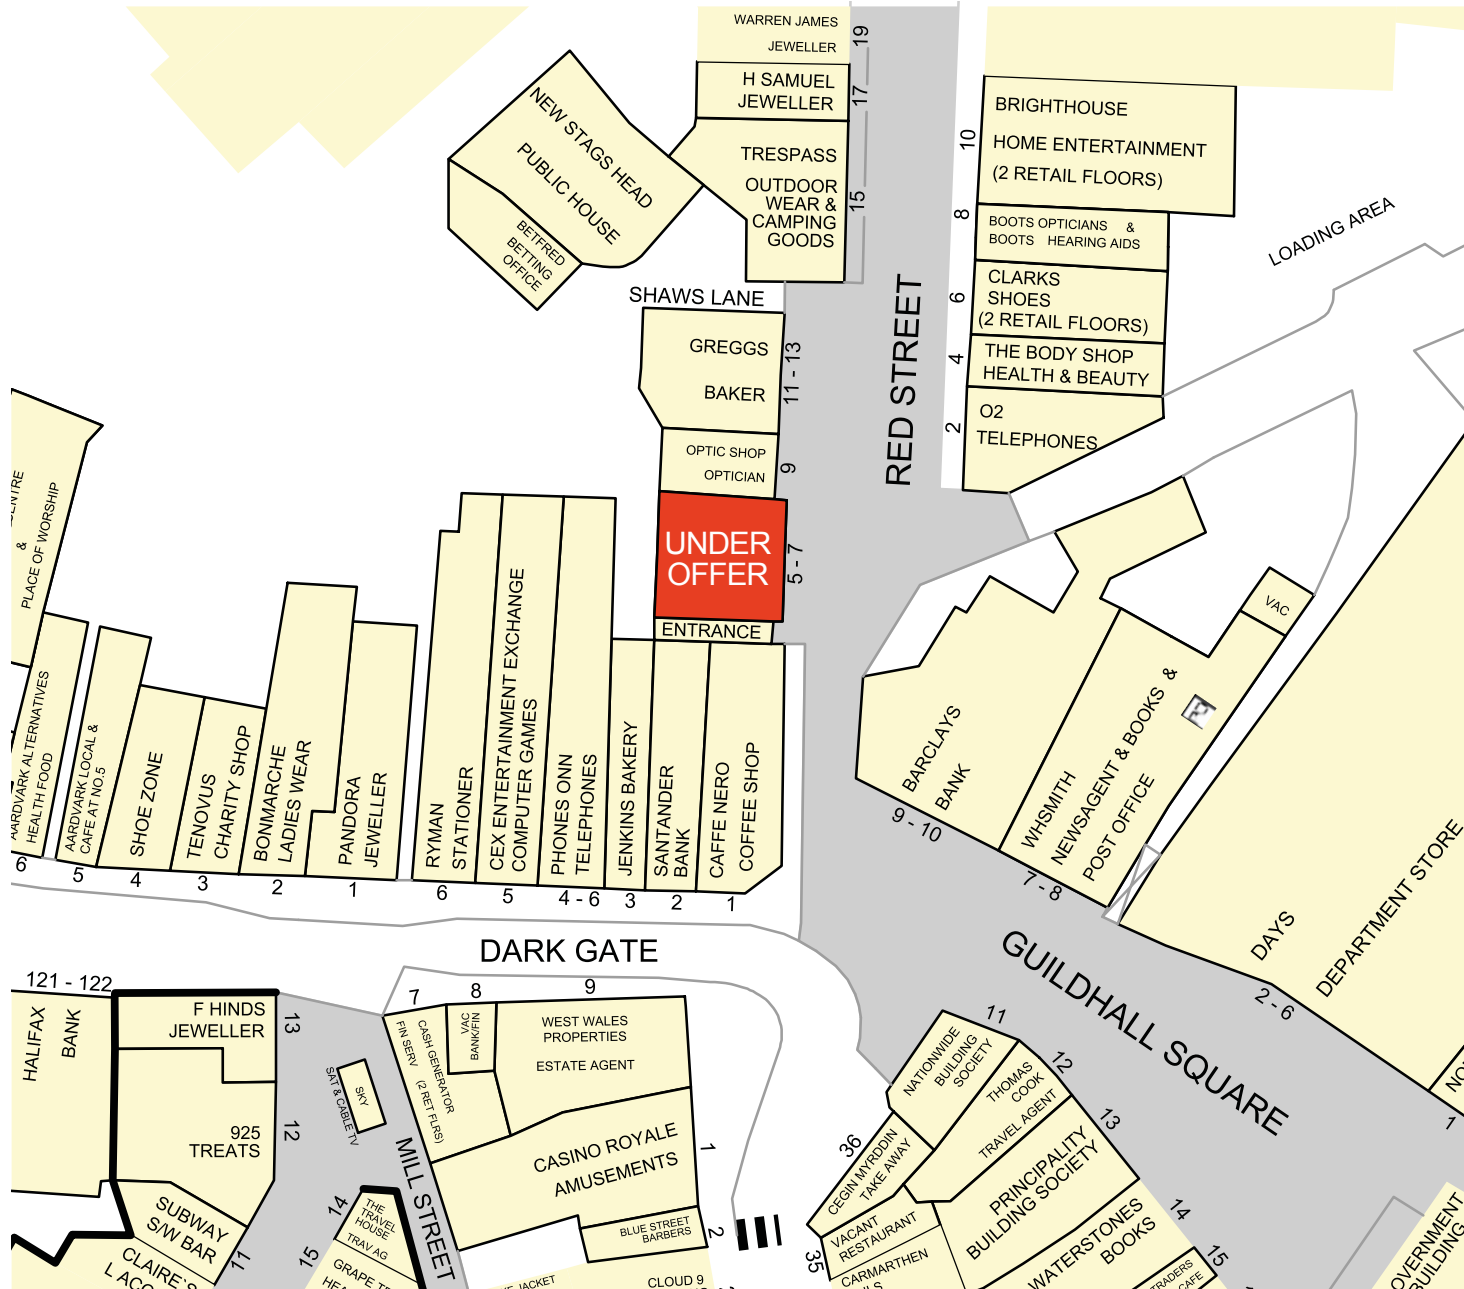 WARREN JAMES
JEWELLER
19
H SAMUEL
JEWELLER
17
TRESPASS
OUTDOOR
WEAR &
CAMPING
GOODS
15
NEW STAGS HEAD
PUBLIC HOUSE
BETFRED
BETTING
OFFICE
BRIGHTHOUSE
HOME ENTERTAINMENT
(2 RETAIL FLOORS)
10
BOOTS OPTICIANS &
BOOTS HEARING AIDS
8
CLARKS
SHOES
(2 RETAIL FLOORS)
6
THE BODY SHOP
HEALTH & BEAUTY
4
O2
TELEPHONES
2
LOADING AREA
SHAWS LANE
GREGGS
BAKER
11 - 13
RED STREET
OPTIC SHOP
OPTICIAN
9
UNDER
OFFER
5 - 7
ENTRANCE
&
PLACE OF WORSHIP
AARDVARK ALTERNATIVES
HEALTH FOOD
6
AARDVARK LOCAL &
CAFE AT NO.5
5
SHOE ZONE
4
TENOVUS
CHARITY SHOP
3
BONMARCHE
LADIES WEAR
2
PANDORA
JEWELLER
1
RYMAN
STATIONER
6
CEX ENTERTAINMENT EXCHANGE
COMPUTER GAMES
5
PHONES ONN
TELEPHONES
4 - 6
JENKINS BAKERY
3
SANTANDER
BANK
2
CAFFE NERO
COFFEE SHOP
1
BARCLAYS
BANK
9 - 10
WHSMITH
NEWSAGENT & BOOKS &
POST OFFICE
7 - 8
VAC
DAYS
DEPARTMENT STORE
2 - 6
DARK GATE
GUILDHALL SQUARE
121 - 122
HALIFAX
BANK
F HINDS
JEWELLER
13
925
TREATS
12
SUBWAY
S/W BAR
11
CLAIRE'S
SKY
SAT & CABLE TV
MILL STREET
14
THE
TRAVEL
HOUSE
TRAV AG
15
GRAPE
7
CASH GENERATOR
FIN SERV (2 RET FLRS)
8
VAC
BANK/FIN
9
WEST WALES
PROPERTIES
ESTATE AGENT
CASINO ROYALE
AMUSEMENTS
1
BLUE STREET
BARBERS
2
JACKET
CLOUD 9
11
NATIONWIDE
BUILDING
SOCIETY
12
THOMAS
COOK
TRAVEL AGENT
13
PRINCIPALITY
BUILDING SOCIETY
36
CEGIN MYRDDIN
TAKE AWAY
35
VACANT
RESTAURANT
CARMARTHEN
14
WATERSTONES
BOOKS
15
TRADERS
CAFE
1
GOVERNMENT
BUILDING